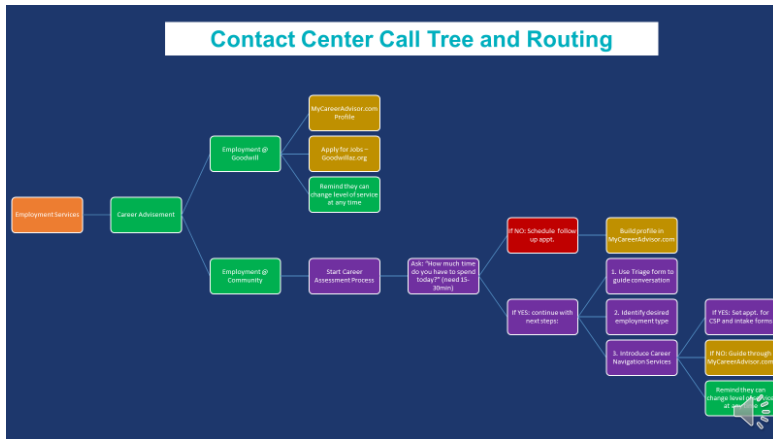 Contact Center Call Tree and Routing
Employment Services
Career Advisement
Employment @
Goodwill
MyCareerAdvisor.com
Profile
Apply for Jobs –
Goodwillaz.org
Remind they can
change level of service
at any time
Employment @
Community
Start Career
Assessment Process
Ask: "How much time
do you have to spend
today?" (need 15-
30min)
If NO: Schedule follow
up appt.
Build profile in
MyCareerAdvisor.com
If YES: continue with
next steps:
1. Use Triage form to
guide conversation
2. Identify desired
employment type
3. Introduce Career
Navigation Services
If YES: Set appt. for
CSP and intake forms
If NO: Guide through
MyCareerAdvisor.com
Remind they can
change level of service
at any time